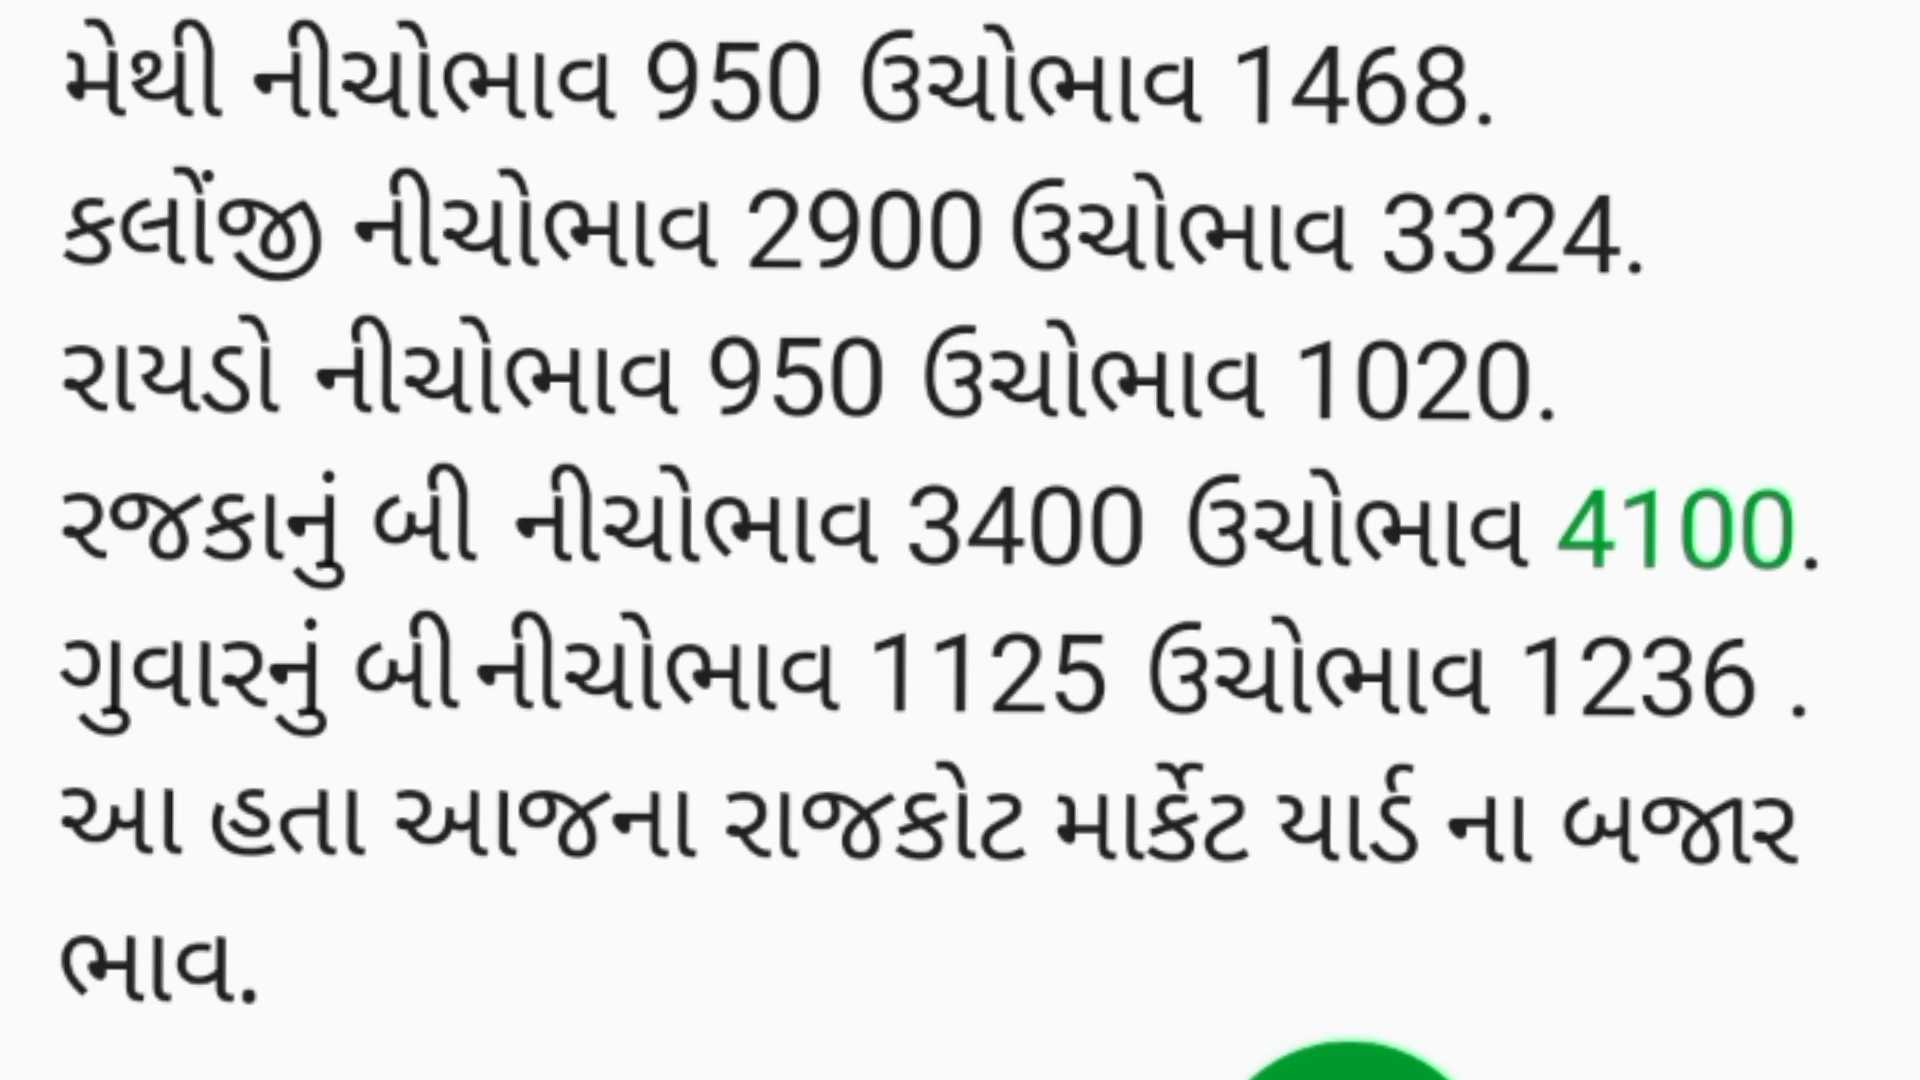 મેથી નીચોભાવ 950 ઉચોભાવ 1468.
કલોંજી નીચોભાવ 2900 ઉચોભાવ 3324.
રાયડો નીચોભાવ 950 ઉચોભાવ 1020.
રજકાનું બી નીચોભાવ 3400 ઉચોભાવ 4100.
ગુવારનું બી નીચોભાવ 1125 ઉચોભાવ 1236 .
આ હતા આજના રાજકોટ માર્કેટ યાર્ડ ના બજાર
ભાવ.